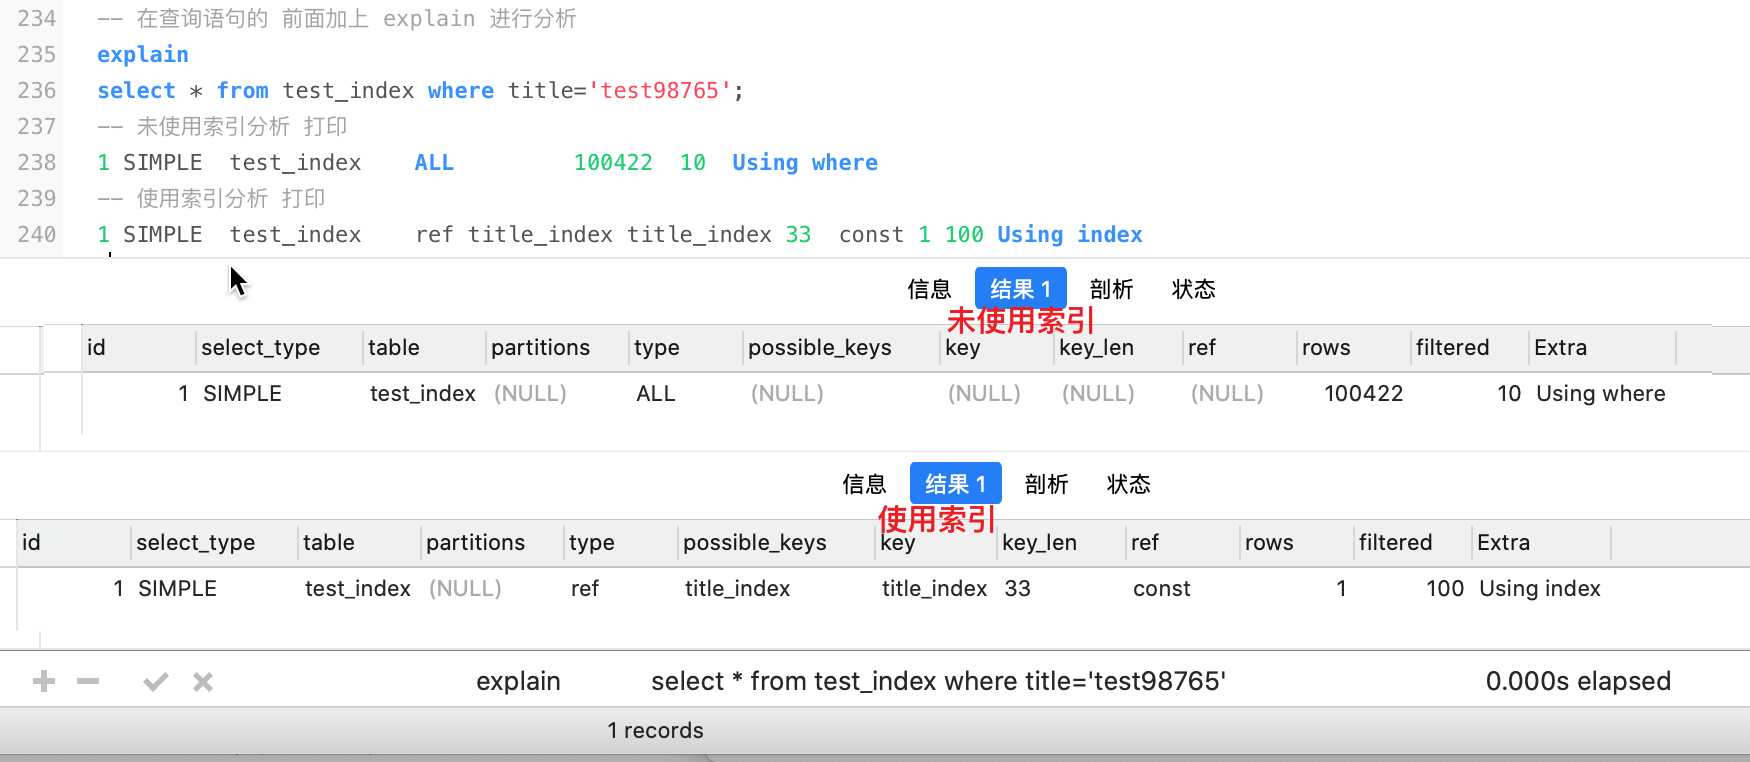 234 -- 在查询语句的 前面加上 explain 进行分析
235 explain
236 select * from test_index where title='test98765';
237 -- 未使用索引分析 打印
238 1 SIMPLE test_index ALL 100422 10 Using where
239 -- 使用索引分析 打印
240 1 SIMPLE test_index ref title_index title_index 33 const 1 100 Using index
信息 结果 1 剖析 状态
未使用索引
id select_type table partitions type possible_keys key key_len ref rows filtered Extra
1 SIMPLE test_index (NULL) ALL (NULL) (NULL) (NULL) (NULL) 100422 10 Using where
信息 结果 1 剖析 状态
使用索引
id select_type table partitions type possible_keys key key_len ref rows filtered Extra
1 SIMPLE test_index (NULL) ref title_index title_index 33 const 1 100 Using index
explain select * from test_index where title='test98765' 0.000s elapsed
1 records